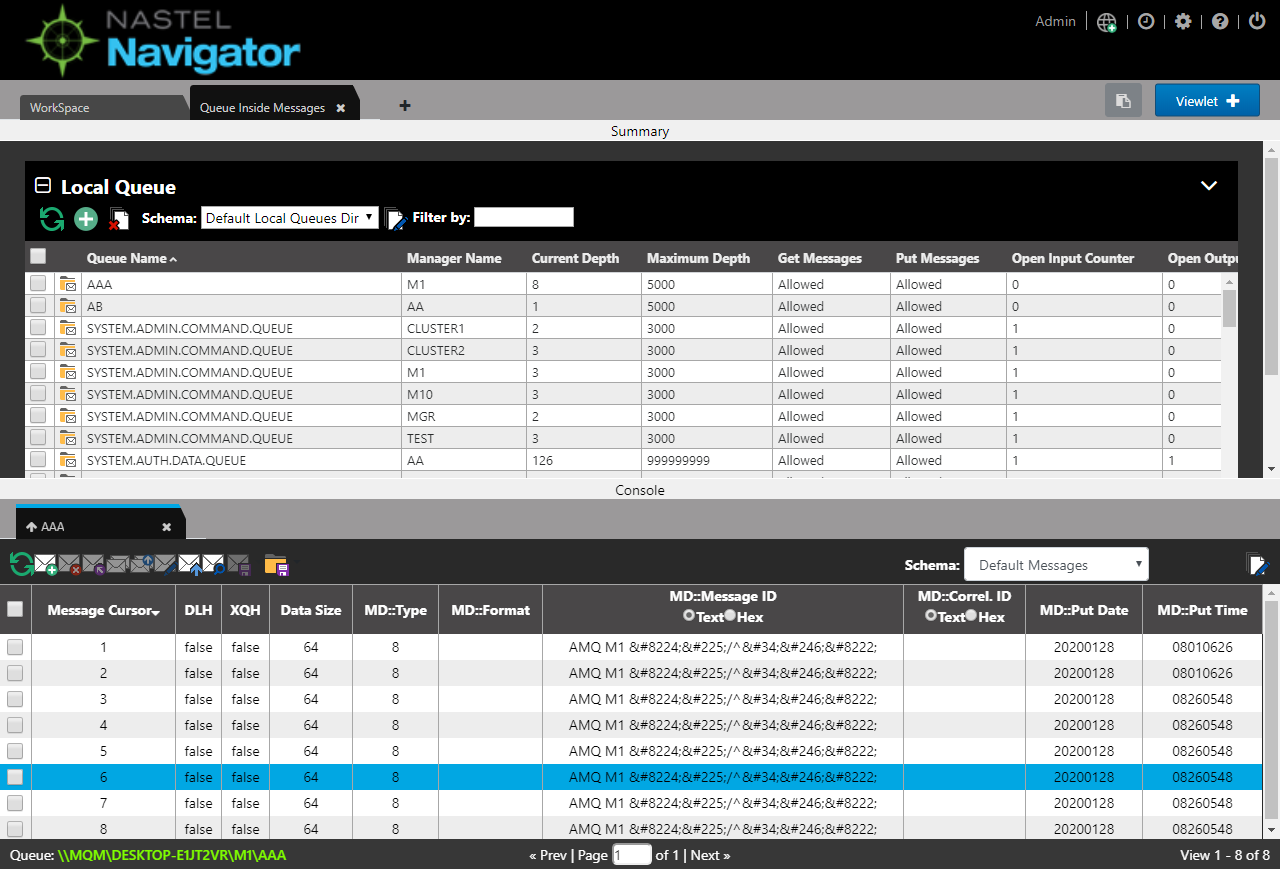 NASTEL
Navigator
Admin
WorkSpace
Queue Inside Messages
Viewlet
Summary
Local Queue
Schema: Default Local Queues Dir Filter by:
Queue Name Manager Name Current Depth Maximum Depth Get Messages Put Messages Open Input Counter Open Outpu
AAA M1 8 5000 Allowed Allowed 0 0
AB AA 1 5000 Allowed Allowed 0 0
SYSTEM.ADMIN.COMMAND.QUEUE CLUSTER1 2 3000 Allowed Allowed 1 0
SYSTEM.ADMIN.COMMAND.QUEUE CLUSTER2 3 3000 Allowed Allowed 1 0
SYSTEM.ADMIN.COMMAND.QUEUE M1 3 3000 Allowed Allowed 1 0
SYSTEM.ADMIN.COMMAND.QUEUE M10 3 3000 Allowed Allowed 1 0
SYSTEM.ADMIN.COMMAND.QUEUE MGR 2 3000 Allowed Allowed 1 0
SYSTEM.ADMIN.COMMAND.QUEUE TEST 3 3000 Allowed Allowed 1 0
SYSTEM.AUTH.DATA.QUEUE AA 126 999999999 Allowed Allowed 1 1
Console
AAA
Schema: Default Messages
Message Cursor DLH XQH Data Size MD::Type MD::Format MD::Message ID Text Hex MD::Correl. ID Text Hex MD::Put Date MD::Put Time
1 false false 64 8 AMQ M1 &#8224;&#225;/^&#34;&#246;&#8222; 20200128 08010626
2 false false 64 8 AMQ M1 &#8224;&#225;/^&#34;&#246;&#8222; 20200128 08010626
3 false false 64 8 AMQ M1 &#8224;&#225;/^&#34;&#246;&#8222; 20200128 08260548
4 false false 64 8 AMQ M1 &#8224;&#225;/^&#34;&#246;&#8222; 20200128 08260548
5 false false 64 8 AMQ M1 &#8224;&#225;/^&#34;&#246;&#8222; 20200128 08260548
6 false false 64 8 AMQ M1 &#8224;&#225;/^&#34;&#246;&#8222; 20200128 08260548
7 false false 64 8 AMQ M1 &#8224;&#225;/^&#34;&#246;&#8222; 20200128 08260548
8 false false 64 8 AMQ M1 &#8224;&#225;/^&#34;&#246;&#8222; 20200128 08260548
Queue: \\MQM\DESKTOP-E1JT2VR\M1\AAA « Prev | Page 1 of 1 | Next » View 1 - 8 of 8